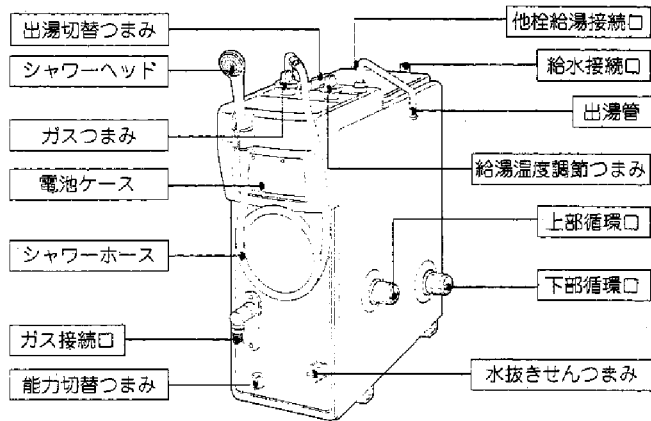 出湯切替つまみ
シャワーヘッド
ガスつまみ
電池ケース
シャワーホース
ガス接続口
能力切替つまみ
他栓給湯接続口
給水接続口
出湯管
給湯温度調節つまみ
上部循環口
下部循環口
水抜きせんつまみ